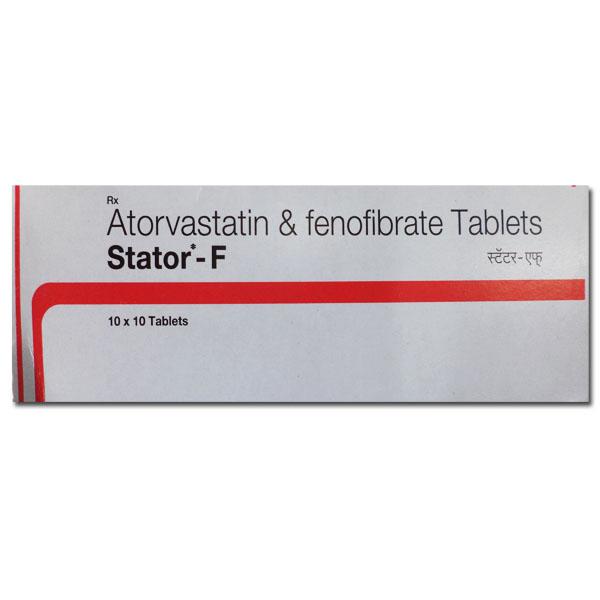 Rx
Atorvastatin & fenofibrate Tablets
Stator*-F
स्टॅटर-एफ्
10 x 10 Tablets